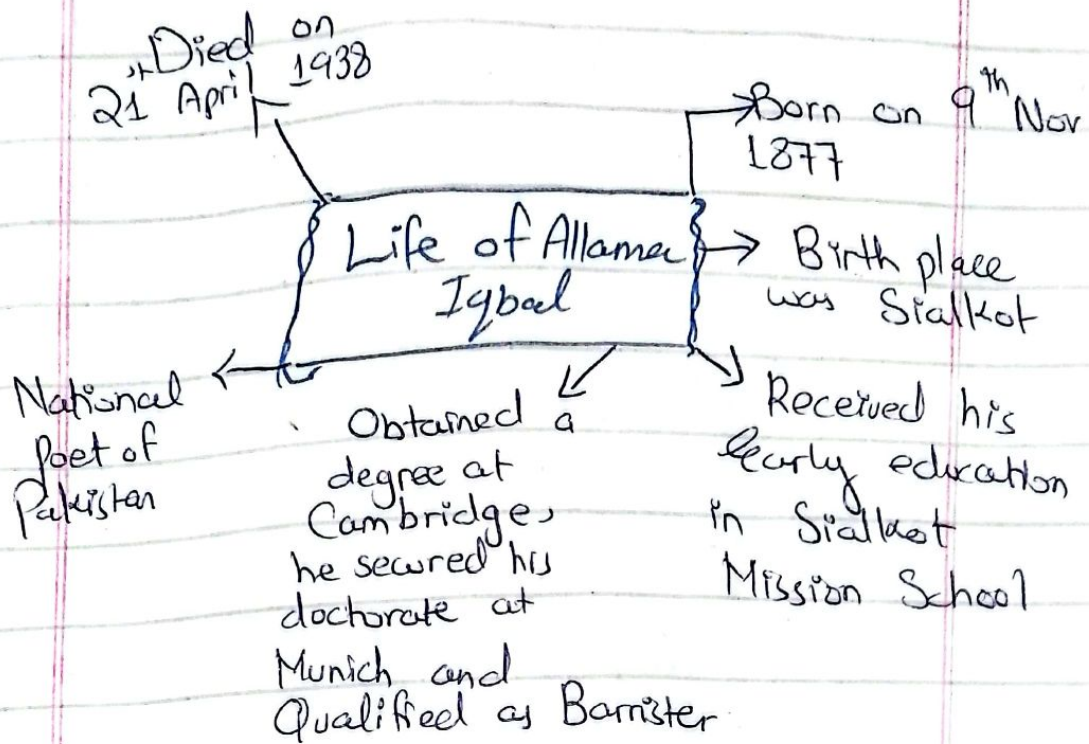 Died on
21 April 1938
Born on 9th Nov
1877
Life of Allama
Iqbal
Birth place
was Sialkot
National
Poet of
Pakistan
Obtained a
degree at
Cambridge,
he secured his
dochorate at
Munich and
Qualified as Barrister
Received his
Early education
in Sialkot
Mission School